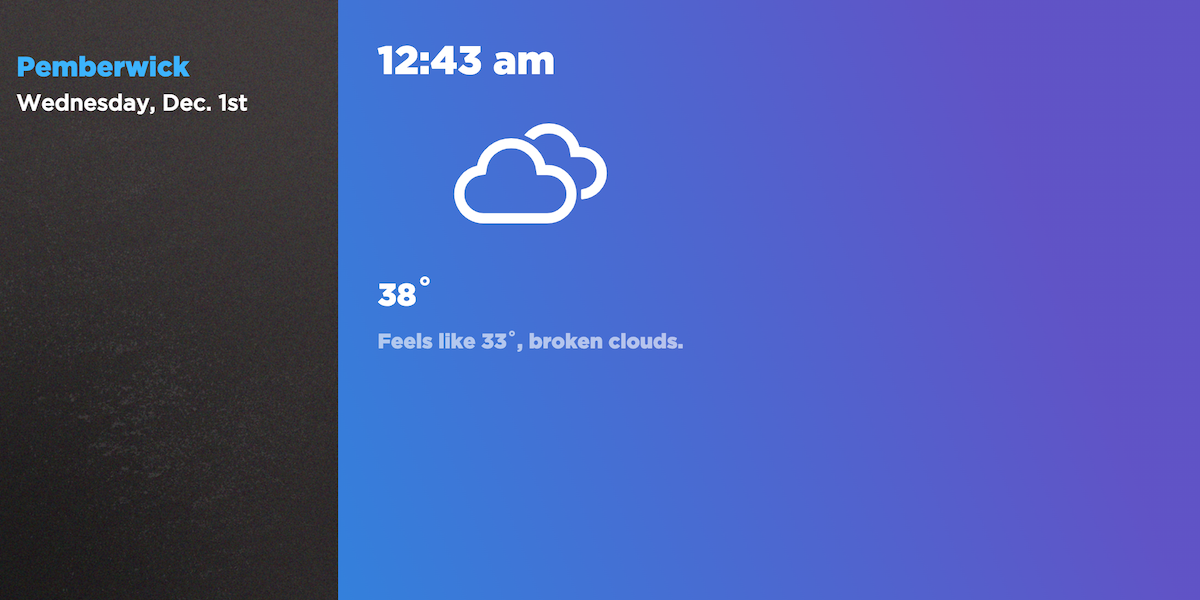 Pemberwick
Wednesday, Dec. 1st
12:43 am
38°
Feels like 33°, broken clouds.